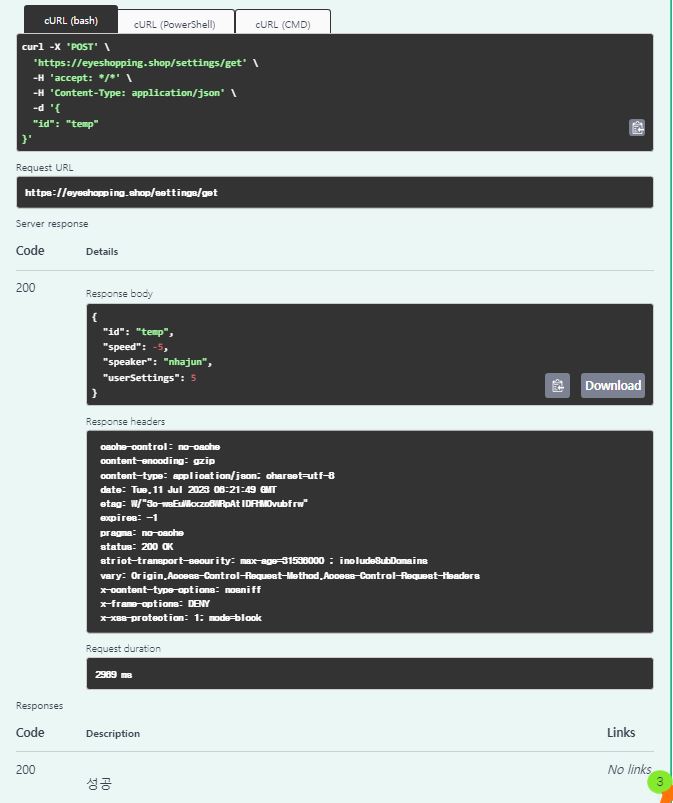 cURL (bash) cURL (PowerShell) cURL (CMD)
curl -X 'POST' \
'https://eyeshopping.shop/settings/get' \
-H 'accept: */*' \
-H 'Content-Type: application/json' \
-d '{
"id": "temp"
}'
Request URL
https://eyeshopping.shop/settings/get
Server response
Code Details
200
Response body
{
"id": "temp",
"speed": -5,
"speaker": "nhajun",
"userSettings": 5
}
Download
Response headers
cache-control: no-cache
content-encoding: gzip
content-type: application/json; charset=utf-8
date: Tue,11 Jul 2023 06:21:49 GMT
expires: -1
pragma: no-cache
status: 200 OK
strict-transport-security: max-age=31536000 ; includeSubDomains
vary: Origin,Access-Control-Request-Method,Access-Control-Request-Headers
x-content-type-options: nosniff
x-frame-options: DENY
x-xss-protection: 1; mode=block
Request duration
2989 ms
Responses
Code Description Links
200 No links
성공
3